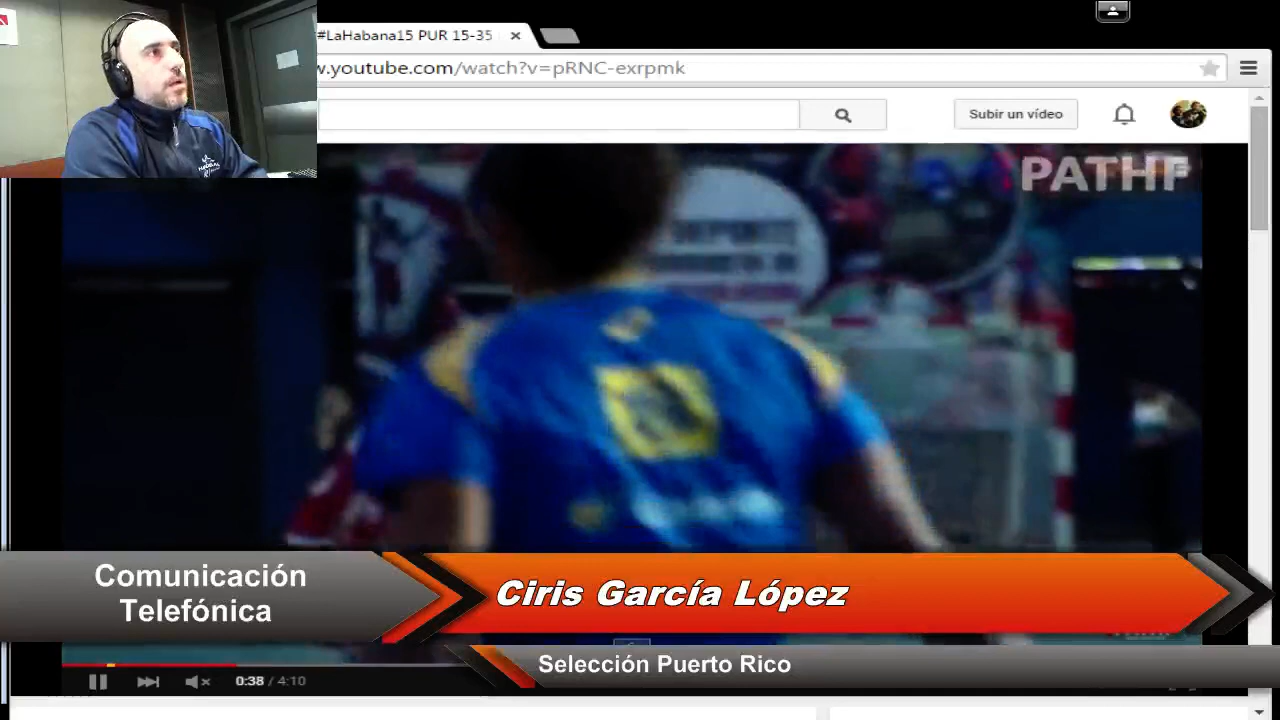 #LaHabana15 PUR 15-35
w.youtube.com/watch?v=pRNC-exrpmk
Subir un vídeo
PATHF
DEPORTE
Comunicación
Telefónica
Ciris García López
Selección Puerto Rico
0:38 / 4:10